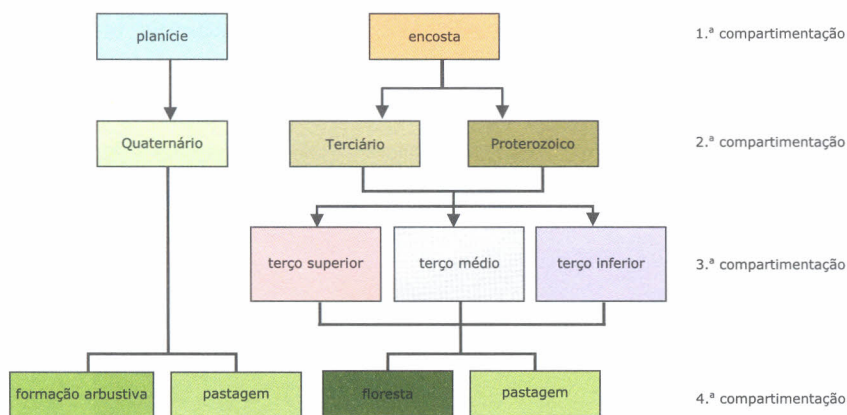 planície encosta 1.ª compartimentação
Quaternário Terciário Proterozoico 2.ª compartimentação
terço superior terço médio terço inferior 3.ª compartimentação
formação arbustiva pastagem floresta pastagem 4.ª compartimentação